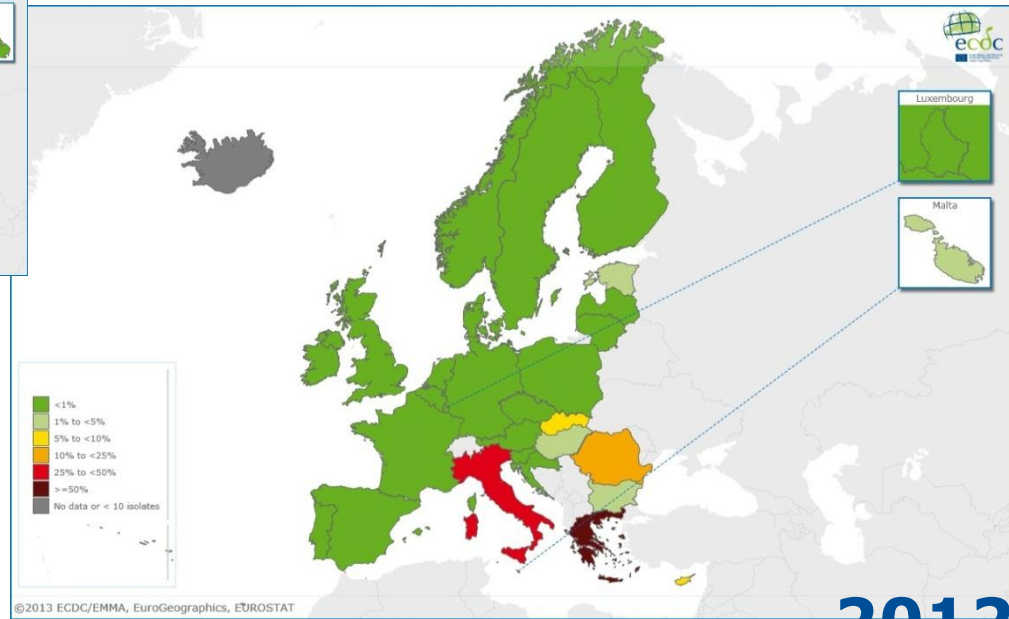 ecdc
Luxembourg
Malta
<1%
1% to <5%
5% to <10%
10% to <25%
25% to <50%
>=50%
No data or < 10 isolates
©2013 ECDC/EMMA, EuroGeographics, EUROSTAT